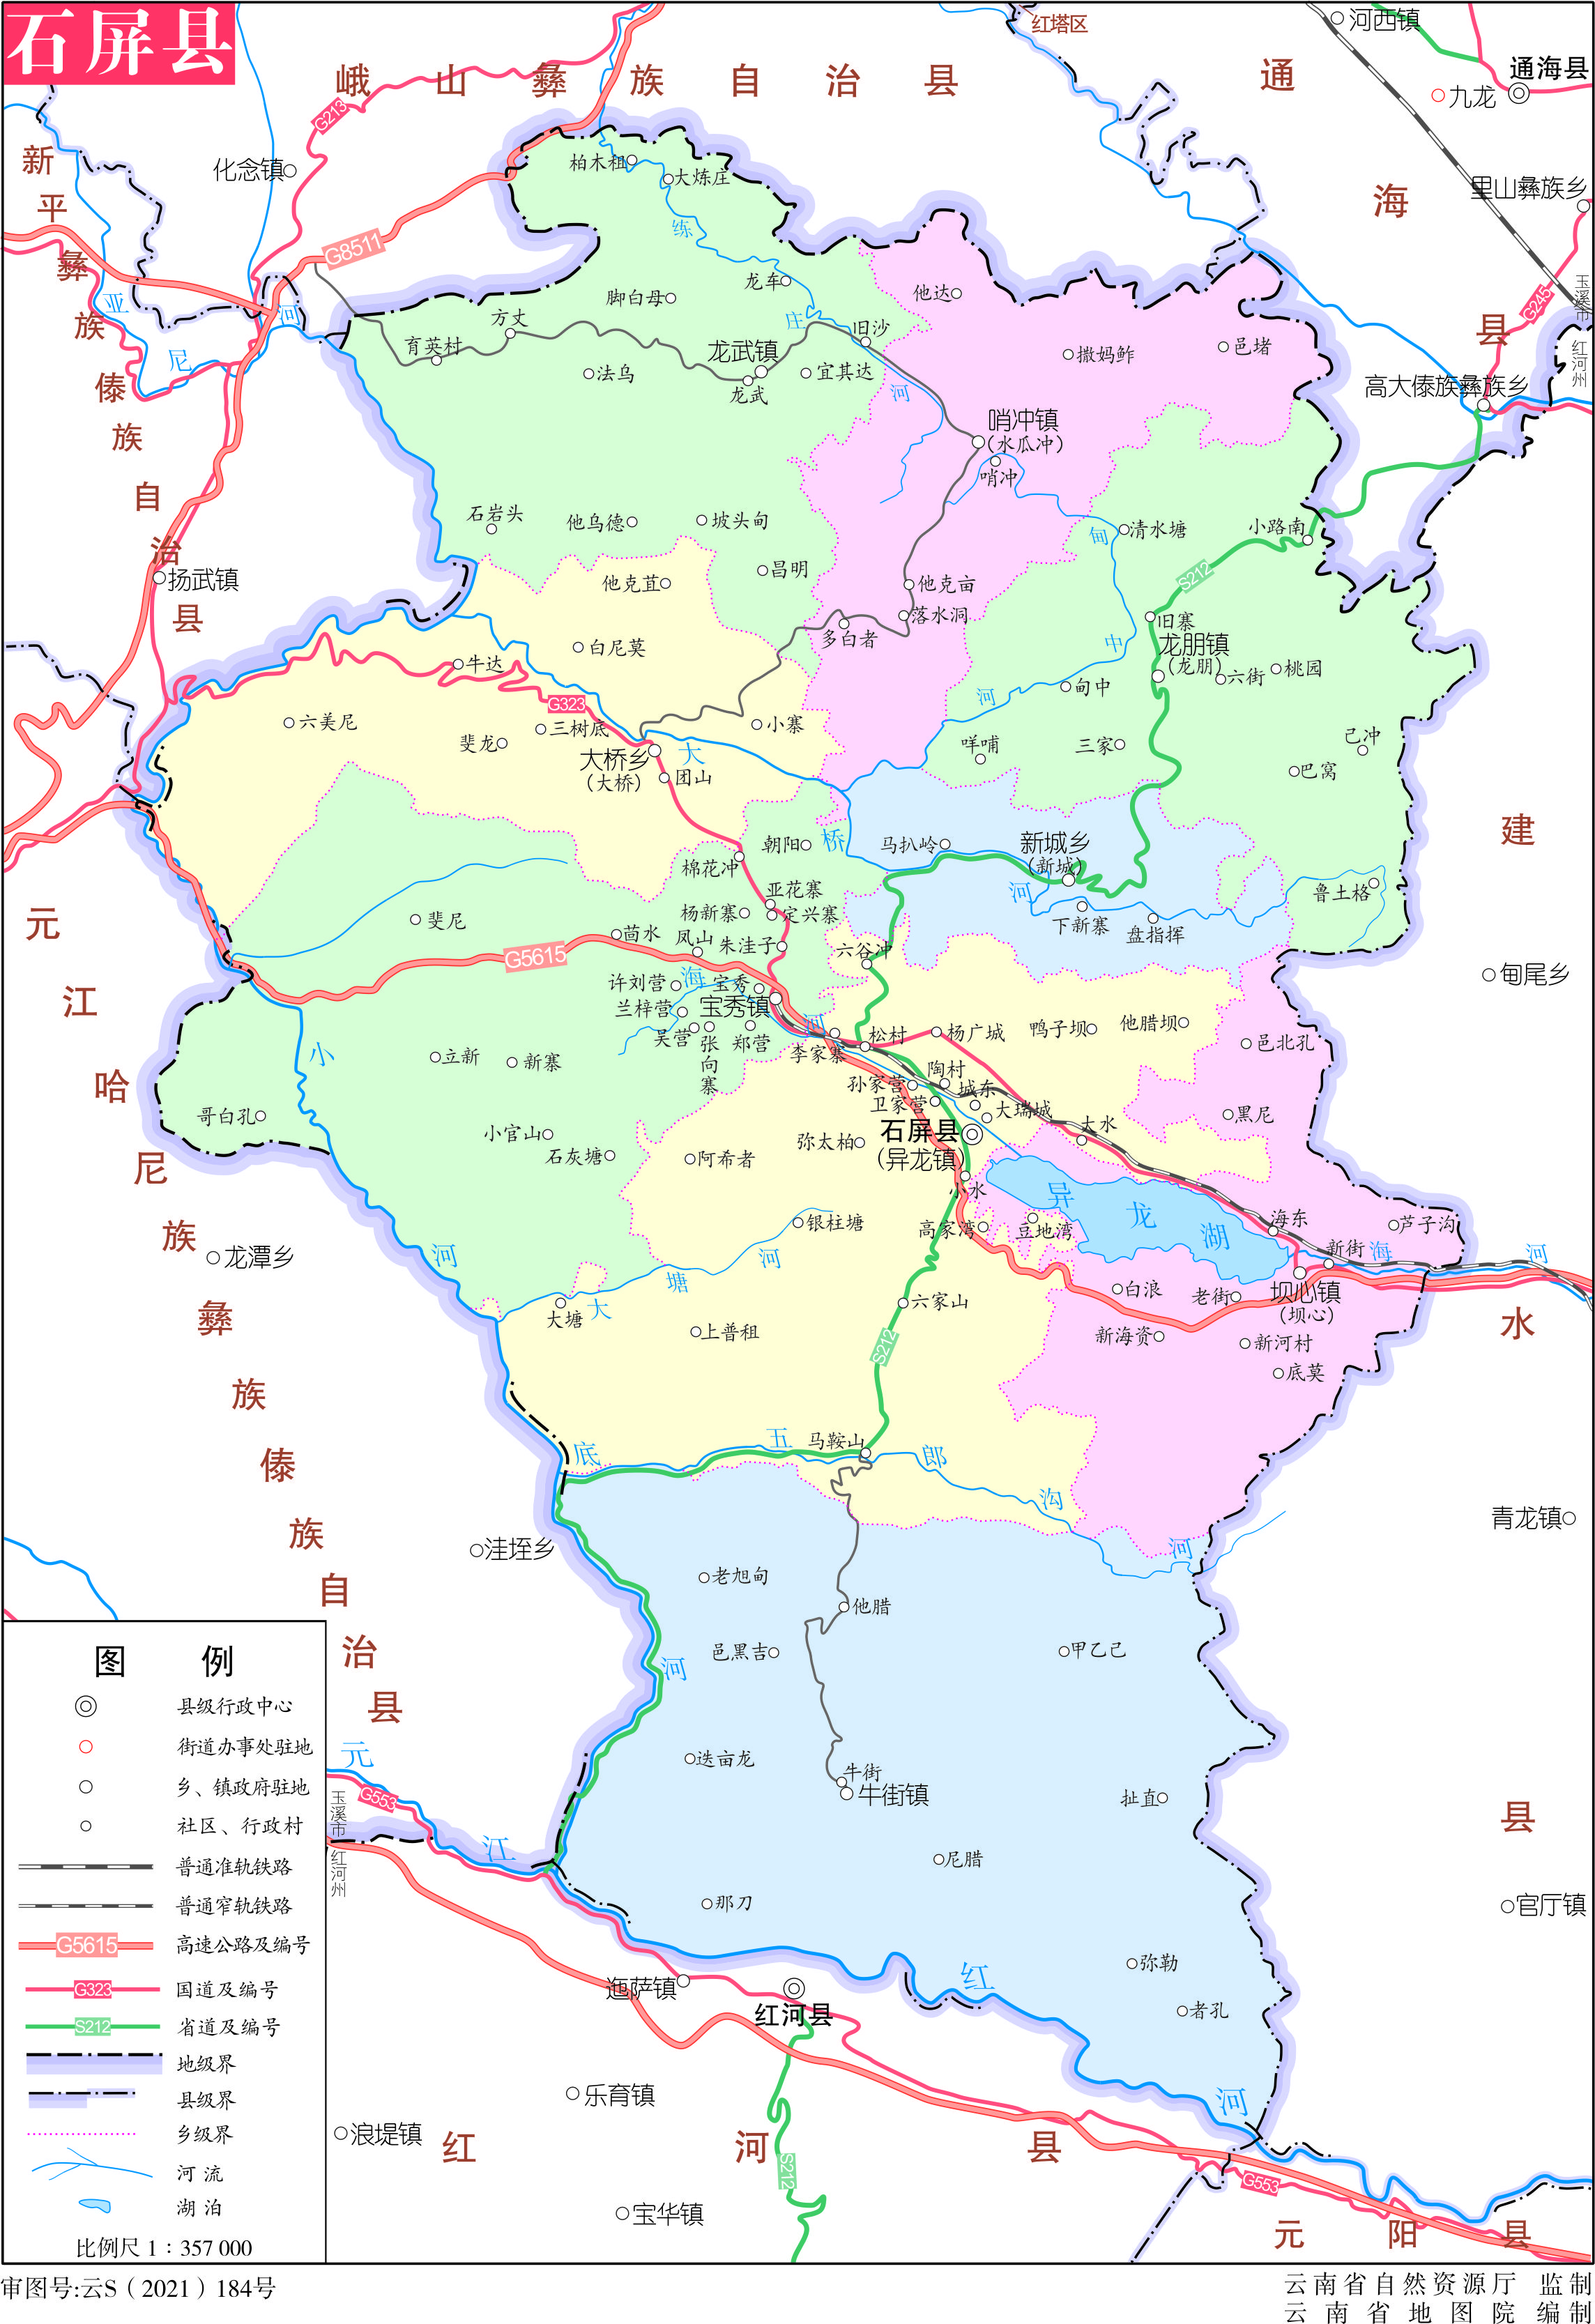 石屏县
峨山彝族自治县
红塔区
河西镇
通海县
九龙
通海县
里山彝族乡
玉溪市
红河州
G245
高大傣族彝族乡
G213
化念镇
G8511
新平彝族傣族自治县
亚尼河
扬武镇
柏木租
大炼庄
练庄河
龙车
脚白母
方丈
育英村
龙武镇
龙武
法乌
旧沙
宜其达
他达
撒妈鲊
邑堵
哨冲镇
(水瓜冲)
哨冲
石岩头
他乌德
坡头甸
昌明
甸中河
清水塘
小路南
S212
他克苴
他克亩
落水洞
多白者
白尼莫
旧寨
龙朋镇
(龙朋)
六街
桃园
甸中
牛达
G323
六美尼
斐龙
三树底
小寨
大桥乡
(大桥)
团山
大桥河
咩哺
三家
己冲
巴窝
朝阳
棉花冲
马扒岭
新城乡
(新城)
下新寨
盘指挥
鲁土格
建水县
甸尾乡
亚花寨
杨新寨
定兴寨
斐尼
茴水
凤山
朱洼子
六谷冲
G5615
许刘营
宝秀
兰梓营
宝秀镇
海河
吴营
张向寨
郑营
李家寨
松村
杨广城
鸭子坝
他腊坝
邑北孔
元江哈尼族彝族傣族自治县
小河
立新
新寨
陶村
孙家营
城东
卫家营
大瑞城
大水
黑尼
哥白孔
小官山
石灰塘
阿希者
弥太柏
石屏县
(异龙镇)
小水
异龙湖
高家湾
豆地湾
海东
芦子沟
新街
海河
银柱塘
龙潭乡
大塘河
大塘
上普租
六家山
S212
白浪
老街
坝心镇
(坝心)
新海资
新河村
底莫
马鞍山
底五郎沟河
青龙镇
洼垤乡
老旭甸
他腊
邑黑吉
甲乙己
河
迭亩龙
牛街
牛街镇
扯直
尼腊
那刀
弥勒
者孔
官厅镇
元江
G553
玉溪市
红河州
迤萨镇
红河县
红河
乐育镇
浪堤镇
宝华镇
S212
红河县
G553
元阳县
图例
县级行政中心
街道办事处驻地
乡、镇政府驻地
社区、行政村
普通准轨铁路
普通窄轨铁路
G5615 高速公路及编号
G323 国道及编号
S212 省道及编号
地级界
县级界
乡级界
河流
湖泊
比例尺 1：357 000
审图号:云S（2021）184号
云南省自然资源厅 监制
云南省地图院 编制